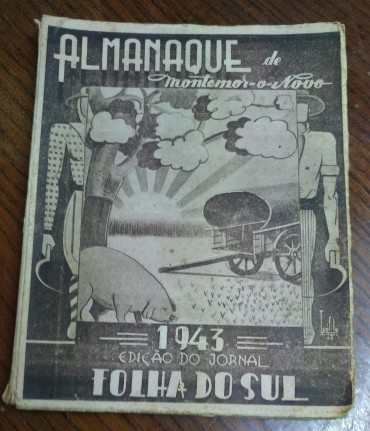 ALMANAQUE de
Montemor-o-Novo
1943
EDIÇÃO DO JORNAL
FOLHA DO SUL